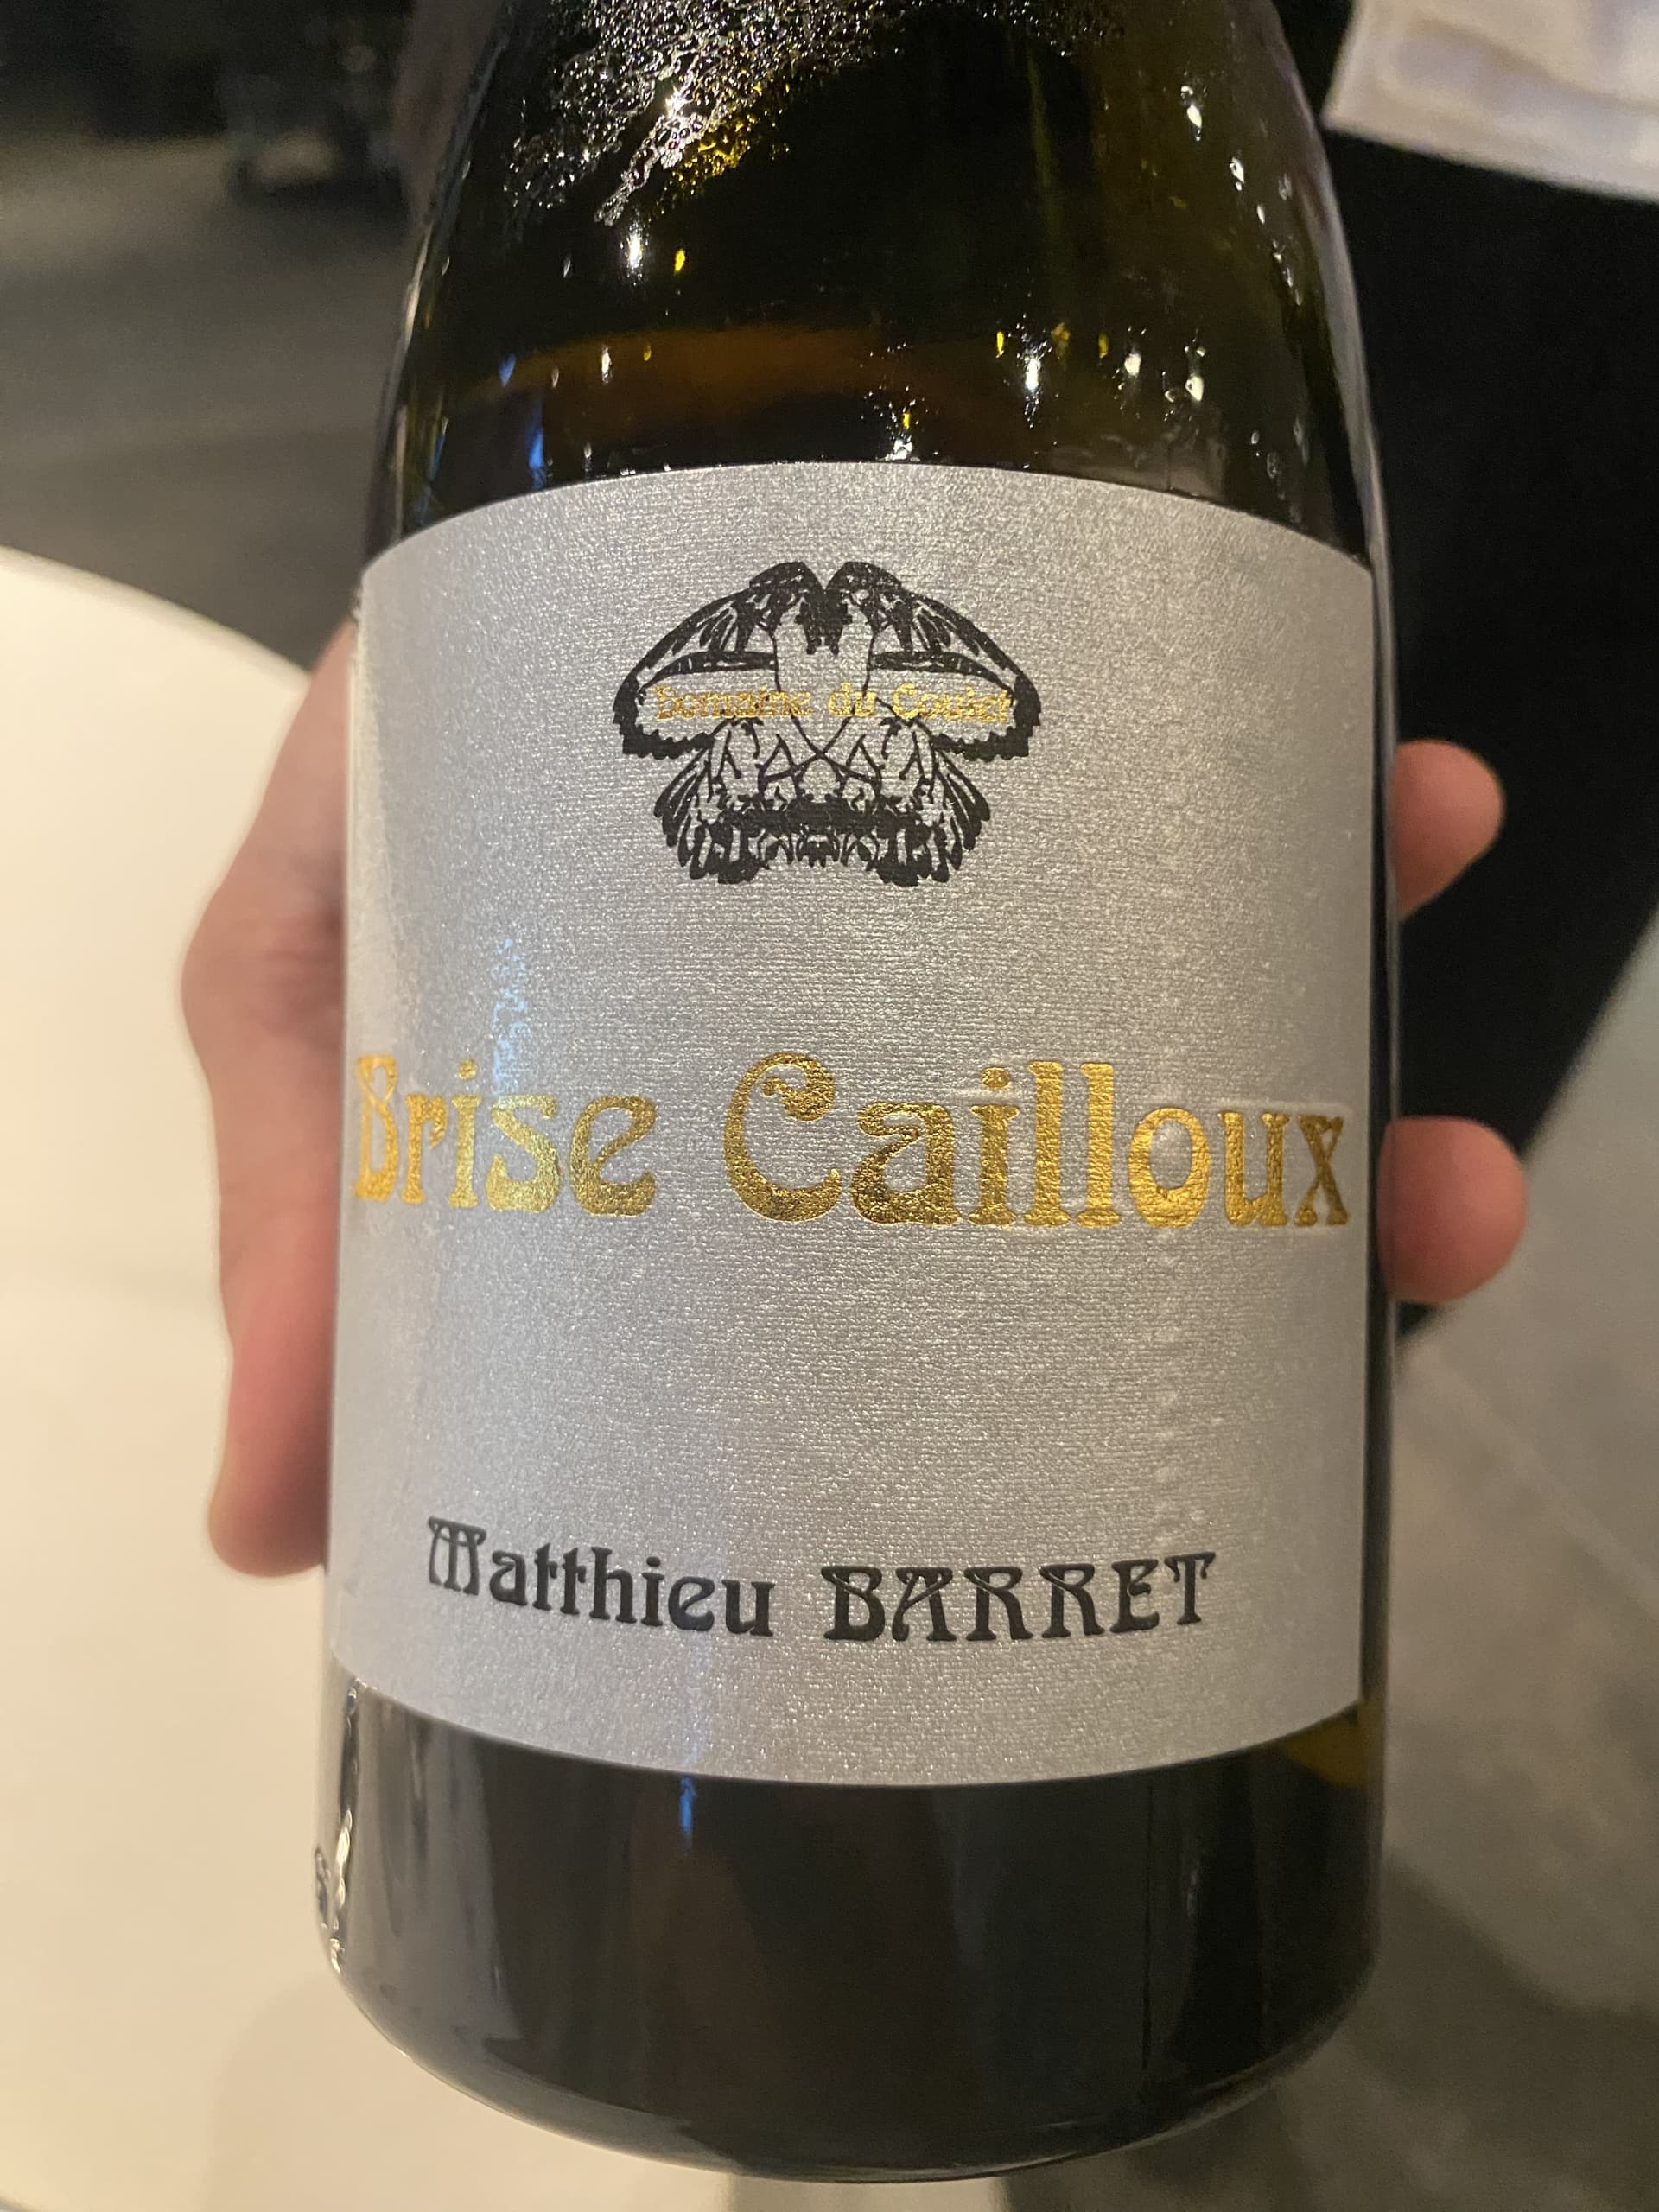 Domaine du Coulet
Brise Cailloux
Matthieu BARRET